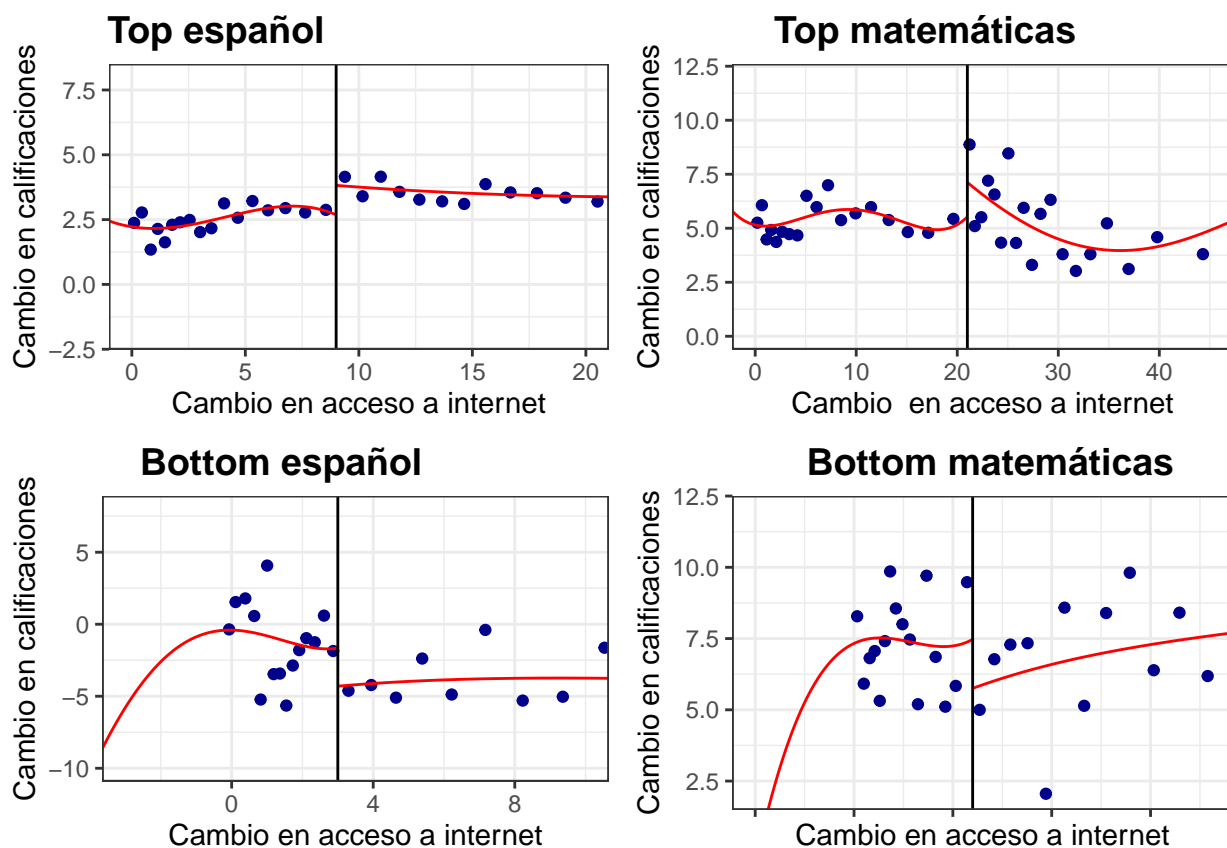 Top español
Cambio en calificaciones
7.5
5.0
2.5
0.0
−2.5
0 5 10 15 20
Cambio en acceso a internet
Top matemáticas
Cambio en calificaciones
12.5
10.0
7.5
5.0
2.5
0.0
0 10 20 30 40
Cambio  en acceso a internet
Bottom español
Cambio en calificaciones
5
0
−5
−10
0 4 8
Cambio en acceso a internet
Bottom matemáticas
Cambio en calificaciones
12.5
10.0
7.5
5.0
2.5
Cambio en acceso a internet